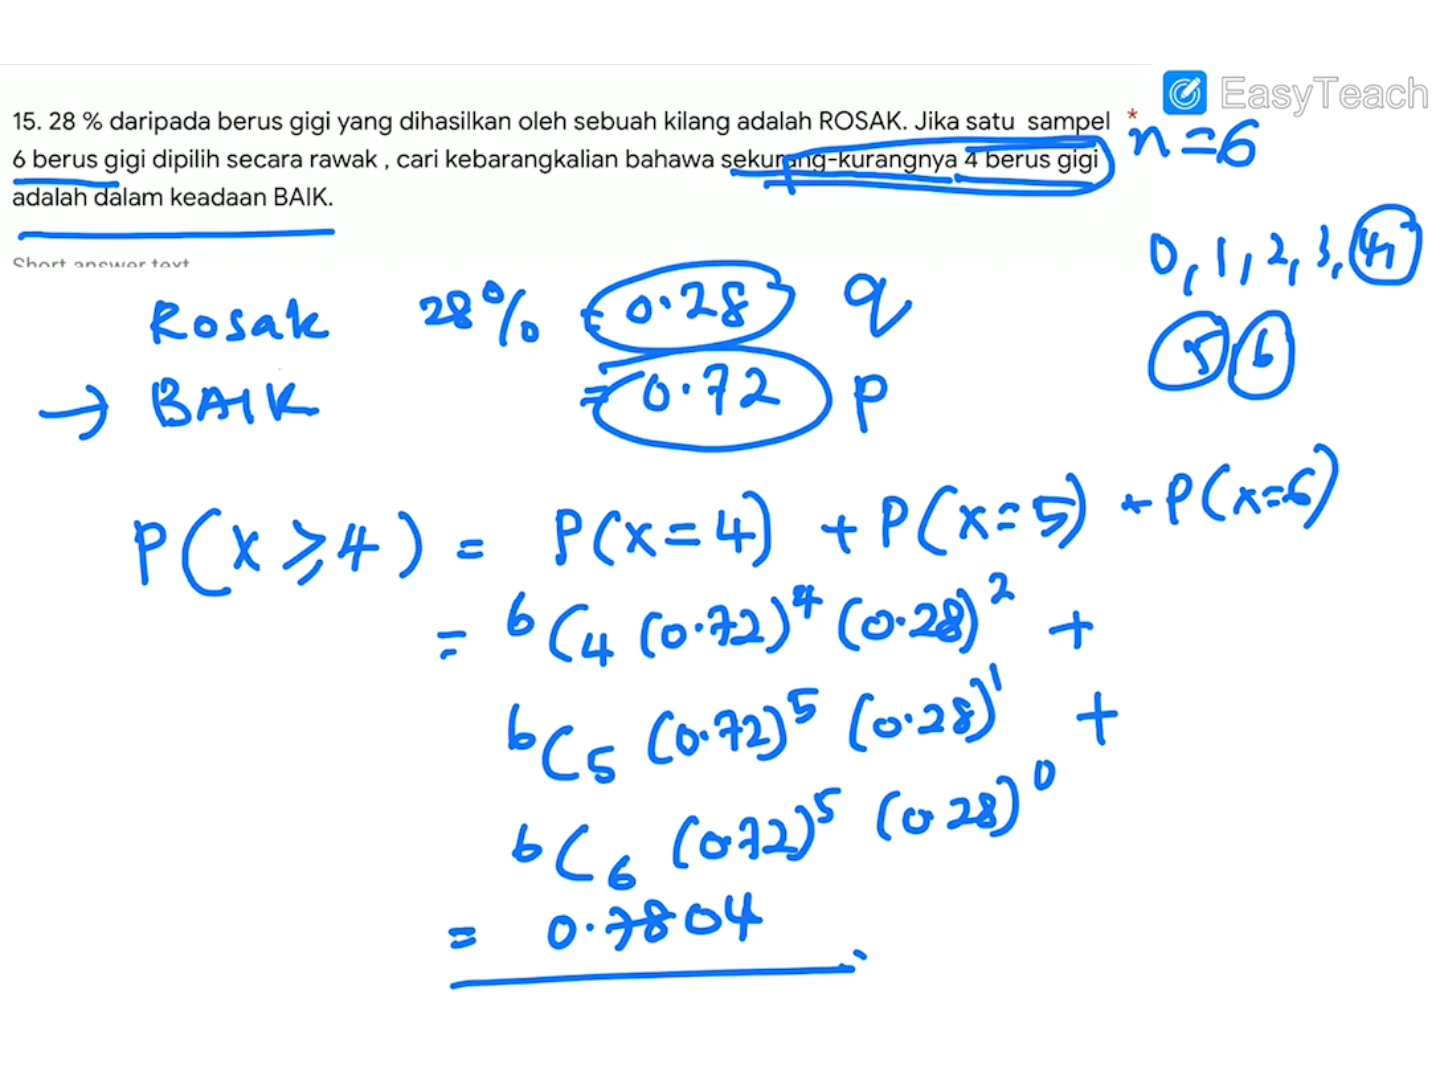 EasyTeach
15. 28 % daripada berus gigi yang dihasilkan oleh sebuah kilang adalah ROSAK. Jika satu sampel *
6 berus gigi dipilih secara rawak , cari kebarangkalian bahawa sekurang-kurangnya 4 berus gigi
adalah dalam keadaan BAIK.
n=6
Short answer text
0, 1, 2, 3, 4,
5 6
Rosak 28% = 0.28 q
→ BAIK = 0.72 p
P(x ≥ 4) = P(x=4) + P(x=5) + P(x=6)
= ⁶C₄ (0.72)⁴ (0.28)² +
⁶C₅ (0.72)⁵ (0.28)¹ +
⁶C₆ (0.72)⁵ (0.28)⁰
= 0.7804